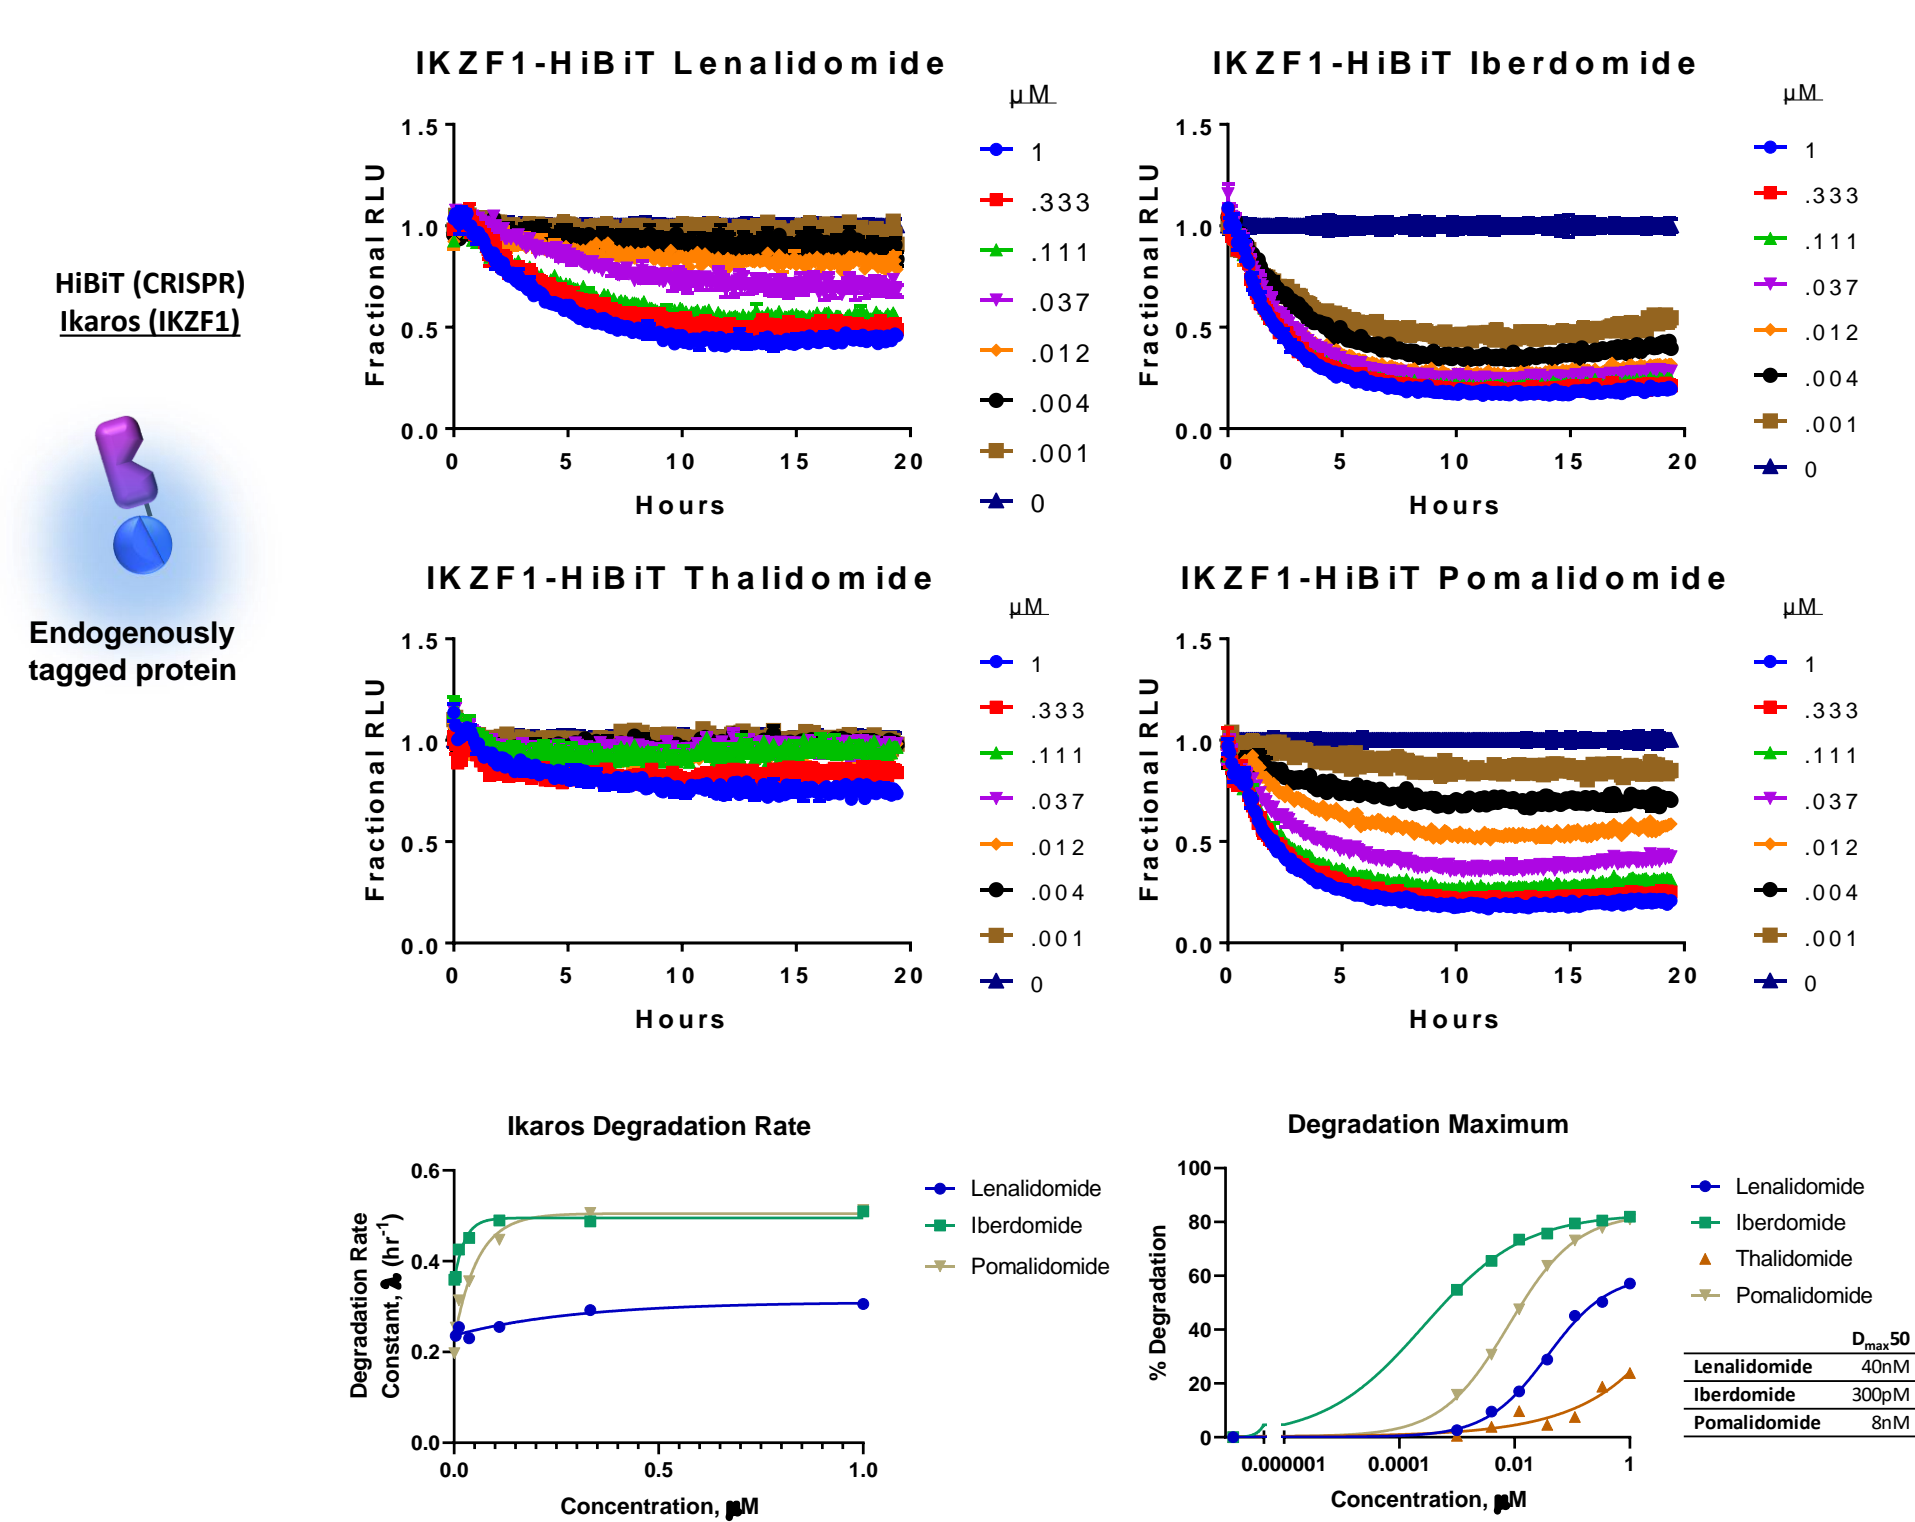 HiBiT (CRISPR)
Ikaros (IKZF1)
Endogenously
tagged protein
IKZF1-HiBiT Lenalidomide
µM
1
.333
.111
.037
.012
.004
.001
0
Fractional RLU
1.5
1.0
0.5
0.0
0 5 10 15 20
Hours
IKZF1-HiBiT Iberdomide
µM
1
.333
.111
.037
.012
.004
.001
0
Fractional RLU
1.5
1.0
0.5
0.0
0 5 10 15 20
Hours
IKZF1-HiBiT Thalidomide
µM
1
.333
.111
.037
.012
.004
.001
0
Fractional RLU
1.5
1.0
0.5
0.0
0 5 10 15 20
Hours
IKZF1-HiBiT Pomalidomide
µM
1
.333
.111
.037
.012
.004
.001
0
Fractional RLU
1.5
1.0
0.5
0.0
0 5 10 15 20
Hours
Ikaros Degradation Rate
Degradation Rate
Constant, λ (hr⁻¹)
0.6
0.4
0.2
0.0
0.0 0.5 1.0
Concentration, µM
Lenalidomide
Iberdomide
Pomalidomide
Degradation Maximum
% Degradation
100
80
60
40
20
0
0.000001 0.0001 0.01 1
Concentration, µM
Lenalidomide
Iberdomide
Thalidomide
Pomalidomide
Dmax50
Lenalidomide 40nM
Iberdomide 300pM
Pomalidomide 8nM